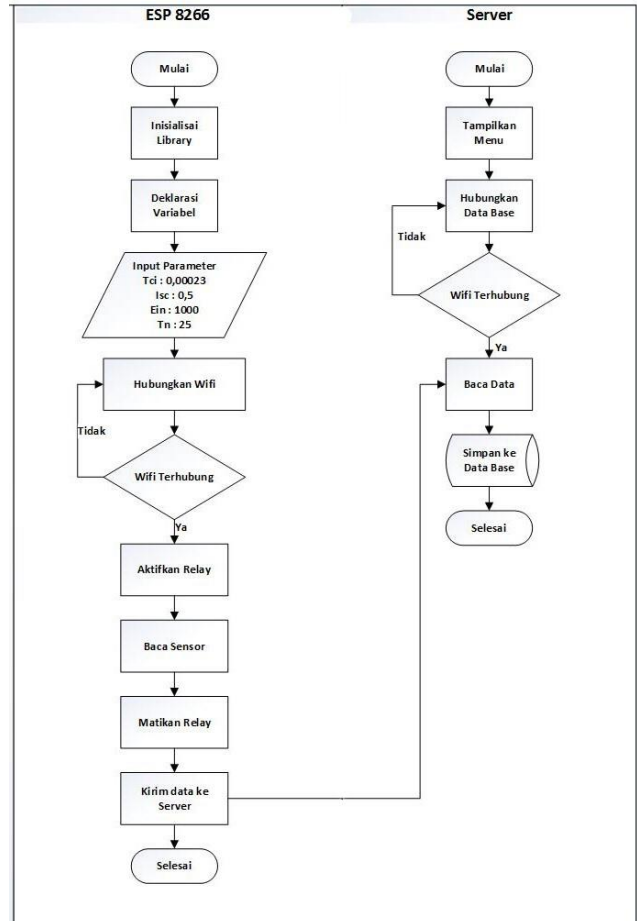 ESP 8266
Mulai
Inisialisai
Library
Deklarasi
Variabel
Input Parameter
Tci : 0,00023
Isc : 0,5
Ein : 1000
Tn : 25
Hubungkan Wifi
Tidak
Wifi Terhubung
Ya
Aktifkan Relay
Baca Sensor
Matikan Relay
Kirim data ke
Server
Selesai
Server
Mulai
Tampilkan
Menu
Hubungkan
Data Base
Tidak
Wifi Terhubung
Ya
Baca Data
Simpan ke
Data Base
Selesai